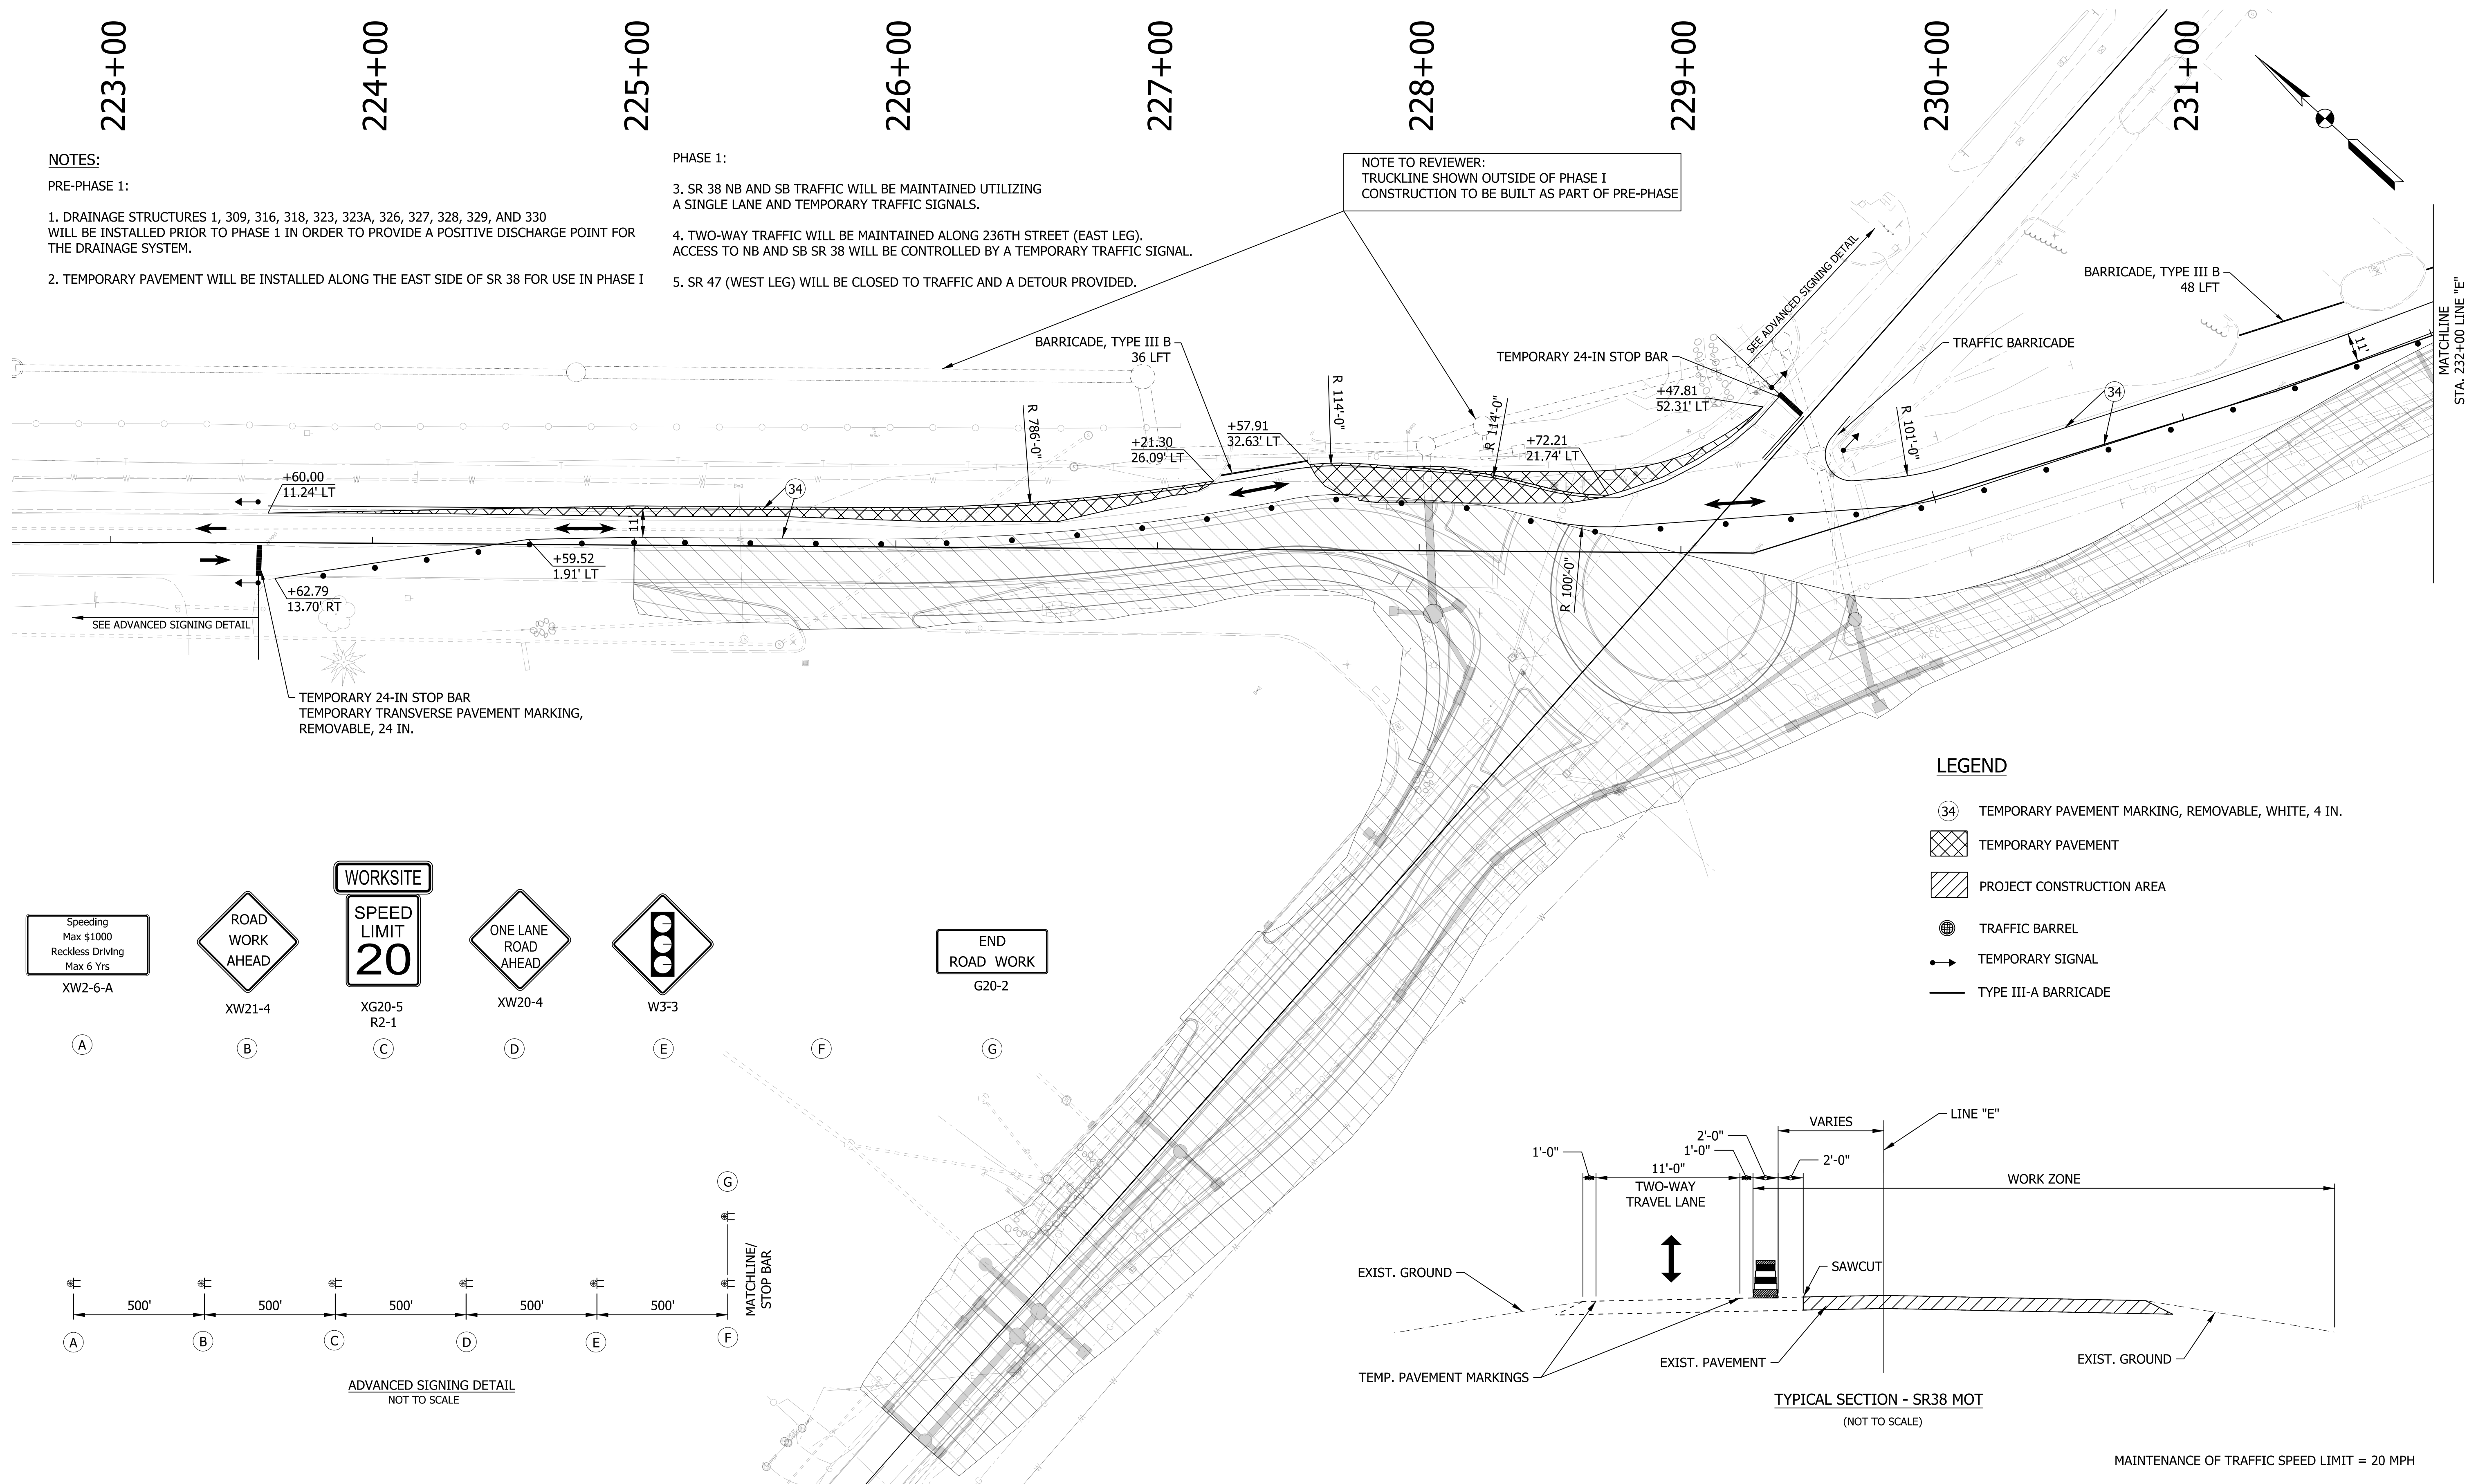 223+00
224+00
225+00
226+00
227+00
228+00
229+00
230+00
231+00
NOTES:
PRE-PHASE 1:
1. DRAINAGE STRUCTURES 1, 309, 316, 318, 323, 323A, 326, 327, 328, 329, AND 330
WILL BE INSTALLED PRIOR TO PHASE 1 IN ORDER TO PROVIDE A POSITIVE DISCHARGE POINT FOR
THE DRAINAGE SYSTEM.
2. TEMPORARY PAVEMENT WILL BE INSTALLED ALONG THE EAST SIDE OF SR 38 FOR USE IN PHASE I
PHASE 1:
3. SR 38 NB AND SB TRAFFIC WILL BE MAINTAINED UTILIZING
A SINGLE LANE AND TEMPORARY TRAFFIC SIGNALS.
4. TWO-WAY TRAFFIC WILL BE MAINTAINED ALONG 236TH STREET (EAST LEG).
ACCESS TO NB AND SB SR 38 WILL BE CONTROLLED BY A TEMPORARY TRAFFIC SIGNAL.
5. SR 47 (WEST LEG) WILL BE CLOSED TO TRAFFIC AND A DETOUR PROVIDED.
NOTE TO REVIEWER:
TRUCKLINE SHOWN OUTSIDE OF PHASE I
CONSTRUCTION TO BE BUILT AS PART OF PRE-PHASE
BARRICADE, TYPE III B
36 LFT
TEMPORARY 24-IN STOP BAR
SEE ADVANCED SIGNING DETAIL
TRAFFIC BARRICADE
BARRICADE, TYPE III B
48 LFT
MATCHLINE
STA. 232+00 LINE "E"
+60.00
11.24' LT
34
11'
R 786'-0"
+21.30
26.09' LT
+57.91
32.63' LT
R 114'-0"
R 114'-0"
+72.21
21.74' LT
+47.81
52.31' LT
R 101'-0"
34
11'
+59.52
1.91' LT
+62.79
13.70' RT
R 100'-0"
SEE ADVANCED SIGNING DETAIL
TEMPORARY 24-IN STOP BAR
TEMPORARY TRANSVERSE PAVEMENT MARKING,
REMOVABLE, 24 IN.
LEGEND
34 TEMPORARY PAVEMENT MARKING, REMOVABLE, WHITE, 4 IN.
TEMPORARY PAVEMENT
PROJECT CONSTRUCTION AREA
TRAFFIC BARREL
TEMPORARY SIGNAL
TYPE III-A BARRICADE
Speeding
Max $1000
Reckless Driving
Max 6 Yrs
XW2-6-A
A
ROAD
WORK
AHEAD
XW21-4
B
WORKSITE
SPEED
LIMIT
20
XG20-5
R2-1
C
ONE LANE
ROAD
AHEAD
XW20-4
D
W3-3
E
F
END
ROAD WORK
G20-2
G
G
MATCHLINE/
STOP BAR
500'
500'
500'
500'
500'
A
B
C
D
E
F
ADVANCED SIGNING DETAIL
NOT TO SCALE
LINE "E"
VARIES
2'-0"
1'-0"
1'-0"
2'-0"
11'-0"
TWO-WAY
TRAVEL LANE
WORK ZONE
SAWCUT
EXIST. GROUND
EXIST. PAVEMENT
EXIST. GROUND
TEMP. PAVEMENT MARKINGS
TYPICAL SECTION - SR38 MOT
(NOT TO SCALE)
MAINTENANCE OF TRAFFIC SPEED LIMIT = 20 MPH